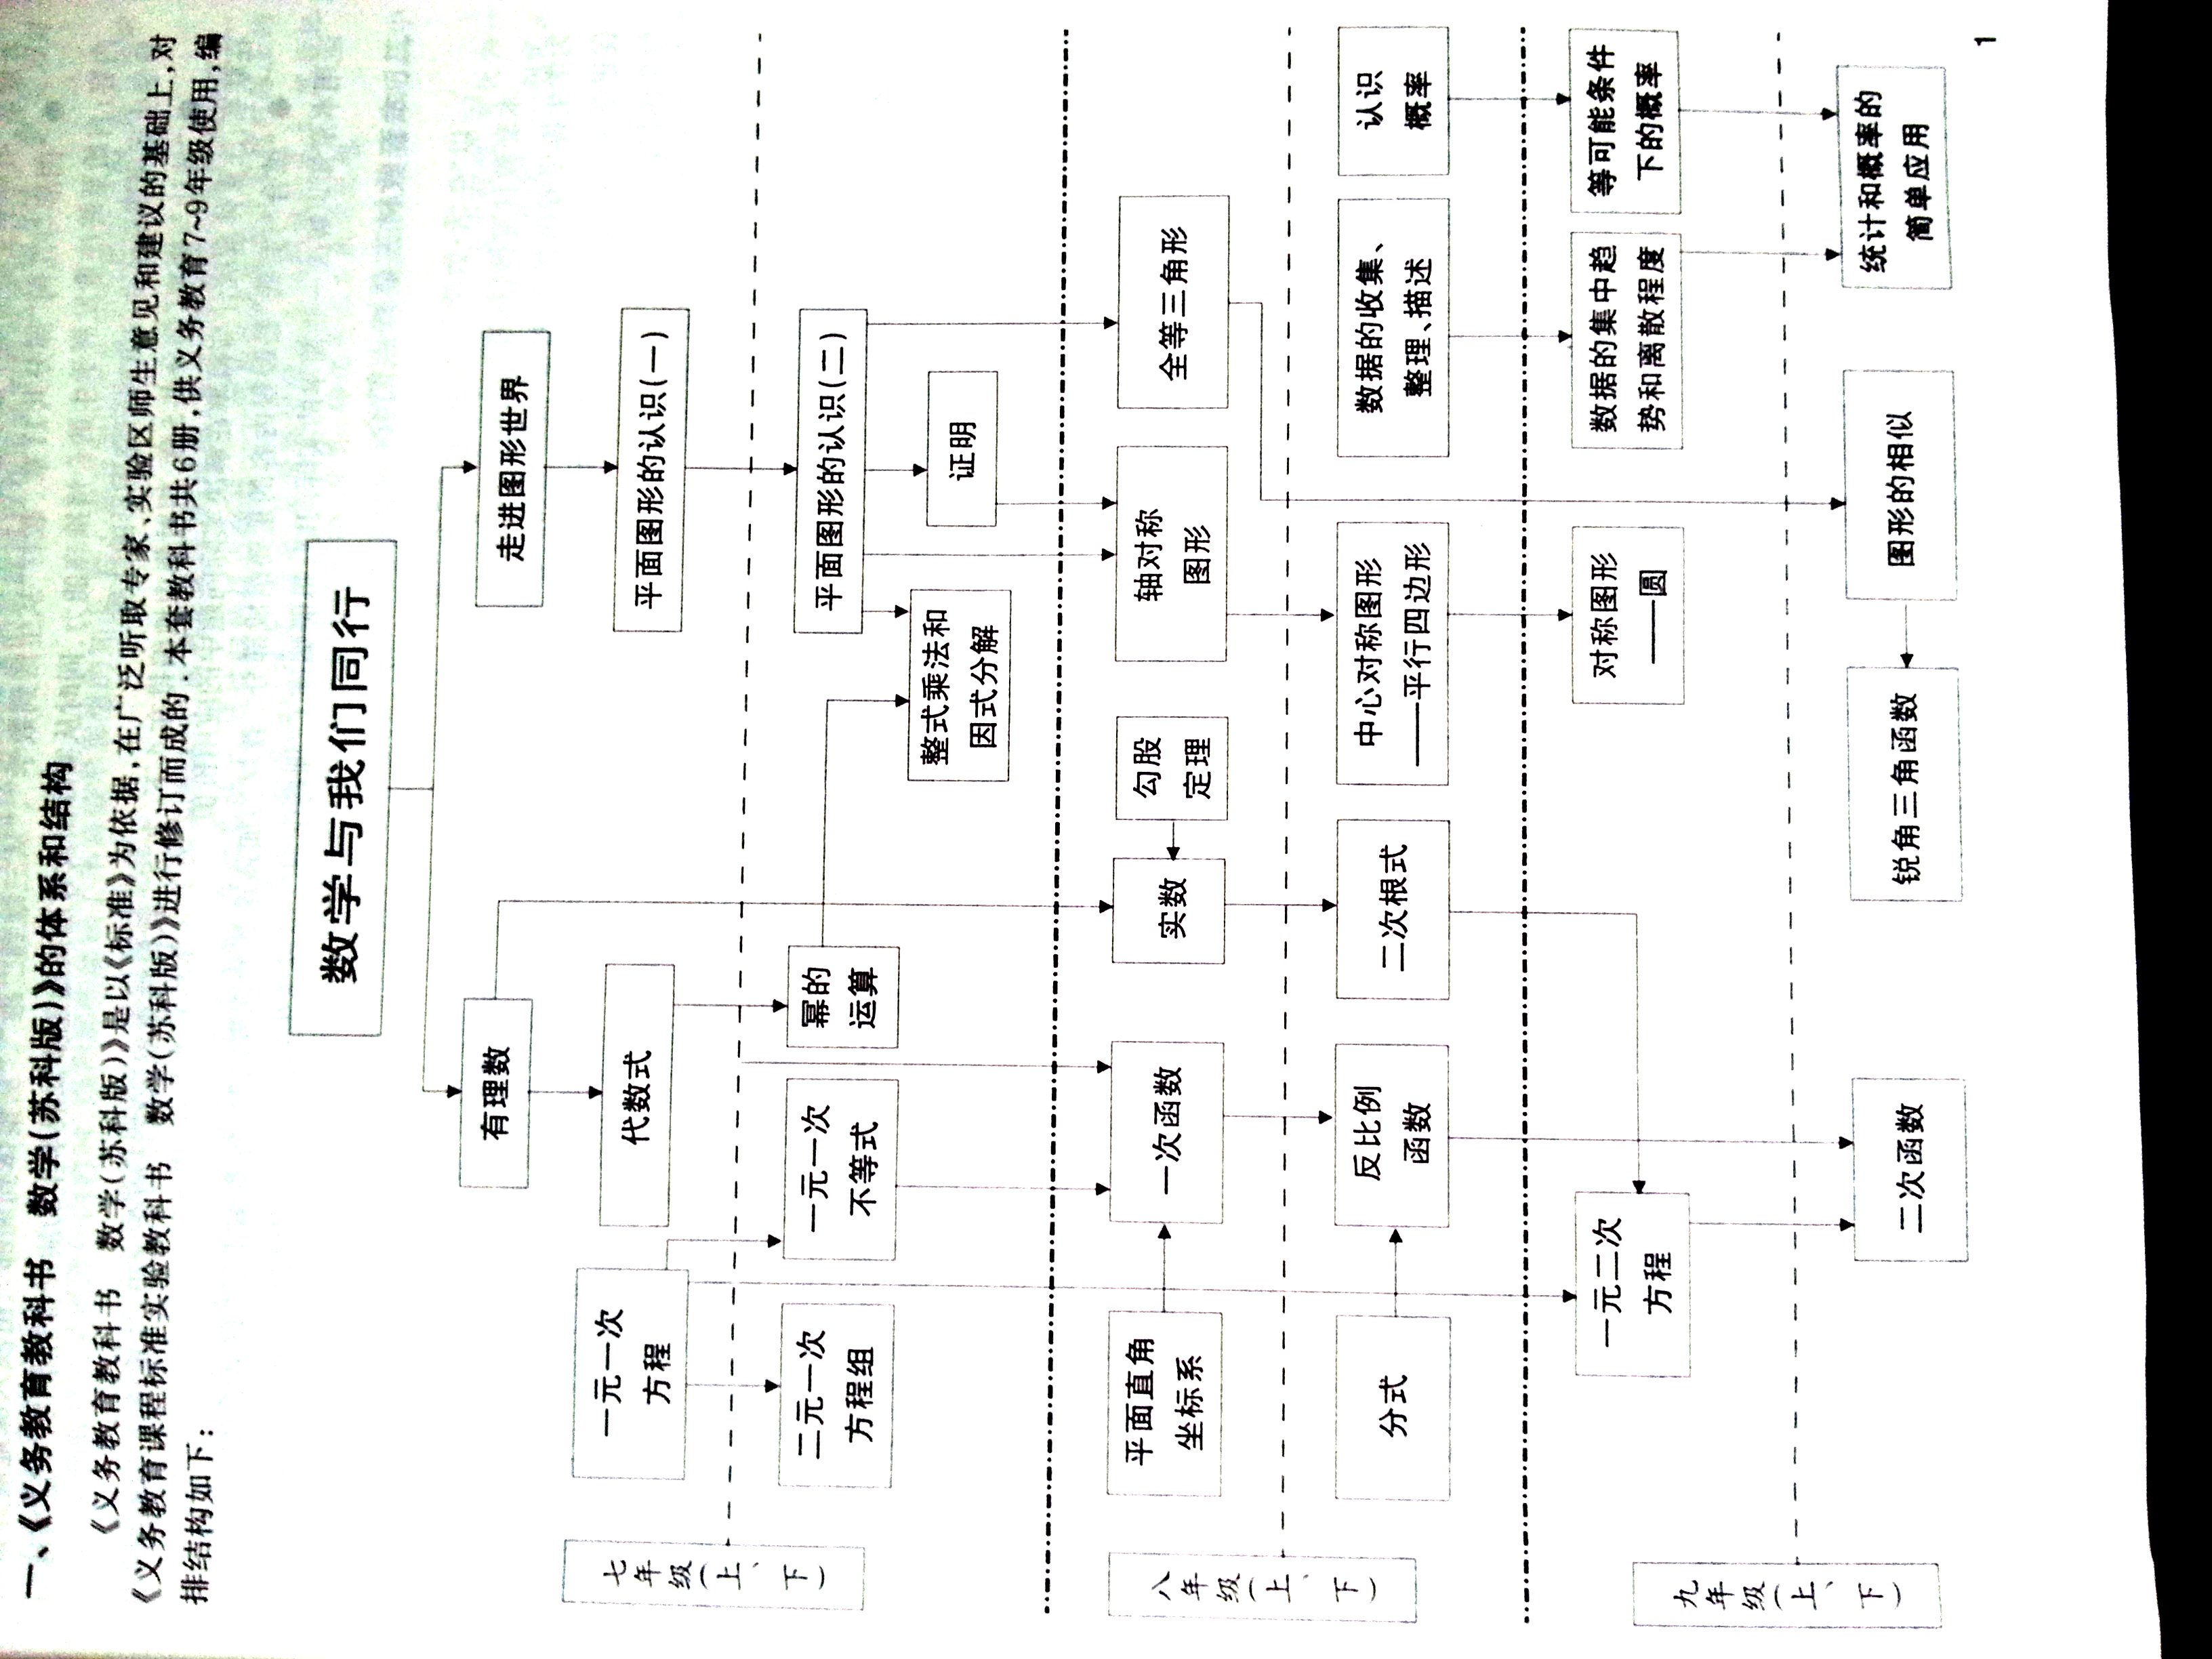 一、《义务教育教科书　数学(苏科版)》的体系和结构
《义务教育教科书　数学(苏科版)》是以《标准》为依据,在广泛听取专家、实验区师生意见和建议的基础上,对
《义务教育课程标准实验教科书　数学(苏科版)》进行修订而成的.本套教科书共6册,供义务教育7~9年级使用,编
排结构如下:
数学与我们同行
有理数
走进图形世界
七年级(上、下)
一元一次
方程
代数式
平面图形的认识(一)
二元一次
方程组
一元一次
不等式
幂的
运算
整式乘法和
因式分解
平面图形的认识(二)
证明
八年级(上、下)
平面直角
坐标系
一次函数
实数
勾股
定理
轴对称
图形
全等三角形
分式
反比例
函数
二次根式
中心对称图形
——平行四边形
数据的收集、
整理、描述
认识
概率
九年级(上、下)
一元二次
方程
对称图形
——圆
数据的集中趋
势和离散程度
等可能条件
下的概率
二次函数
锐角三角函数
图形的相似
统计和概率的
简单应用
1